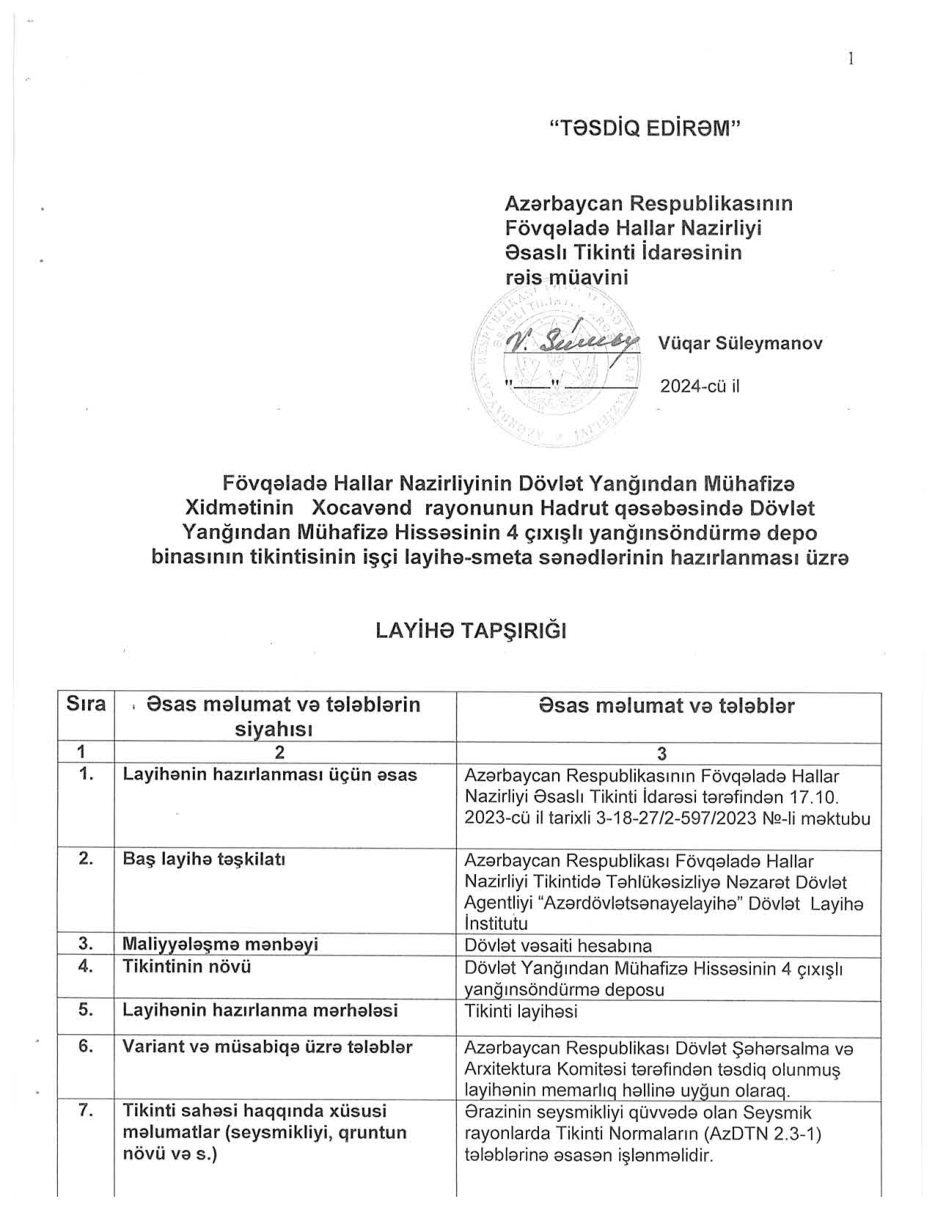 1
“TƏSDİQ EDİRƏM”
Azərbaycan Respublikasının
Fövqəladə Hallar Nazirliyi
Əsaslı Tikinti İdarəsinin
rəis müavini
Vüqar Süleymanov
"___" ________ 2024-cü il
Fövqəladə Hallar Nazirliyinin Dövlət Yanğından Mühafizə
Xidmətinin Xocavənd rayonunun Hadrut qəsəbəsində Dövlət
Yanğından Mühafizə Hissəsinin 4 çıxışlı yanğınsöndürmə depo
binasının tikintisinin işçi layihə-smeta sənədlərinin hazırlanması üzrə
LAYİHƏ TAPŞIRIĞI
Sıra
Əsas məlumat və tələblərin
siyahısı
Əsas məlumat və tələblər
1
2
3
1.
Layihənin hazırlanması üçün əsas
Azərbaycan Respublikasının Fövqəladə Hallar
Nazirliyi Əsaslı Tikinti İdarəsi tərəfindən 17.10.
2023-cü il tarixli 3-18-27/2-597/2023 №-li məktubu
2.
Baş layihə təşkilatı
Azərbaycan Respublikası Fövqəladə Hallar
Nazirliyi Tikintidə Təhlükəsizliyə Nəzarət Dövlət
Agentliyi “Azərdövlətsənayelayihə” Dövlət Layihə
İnstitutu
3.
Maliyyələşmə mənbəyi
Dövlət vəsaiti hesabına
4.
Tikintinin növü
Dövlət Yanğından Mühafizə Hissəsinin 4 çıxışlı
yanğınsöndürmə deposu
5.
Layihənin hazırlanma mərhələsi
Tikinti layihəsi
6.
Variant və müsabiqə üzrə tələblər
Azərbaycan Respublikası Dövlət Şəhərsalma və
Arxitektura Komitəsi tərəfindən təsdiq olunmuş
layihənin memarlıq həllinə uyğun olaraq.
7.
Tikinti sahəsi haqqında xüsusi
məlumatlar (seysmikliyi, qruntun
növü və s.)
Ərazinin seysmikliyi qüvvədə olan Seysmik
rayonlarda Tikinti Normaların (AzDTN 2.3-1)
tələblərinə əsasən işlənməlidir.